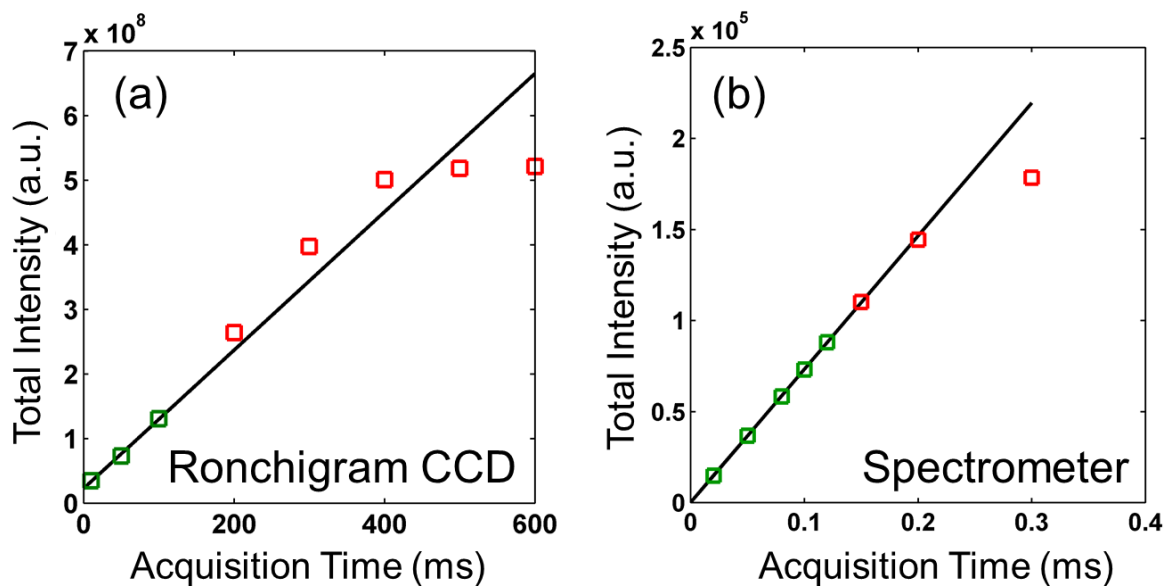 x 10^8
7
6
5
4
3
2
1
0
(a)
Total Intensity (a.u.)
Ronchigram CCD
0 200 400 600
Acquisition Time (ms)
x 10^5
2.5
2
1.5
1
0.5
0
(b)
Total Intensity (a.u.)
Spectrometer
0 0.1 0.2 0.3 0.4
Acquisition Time (ms)